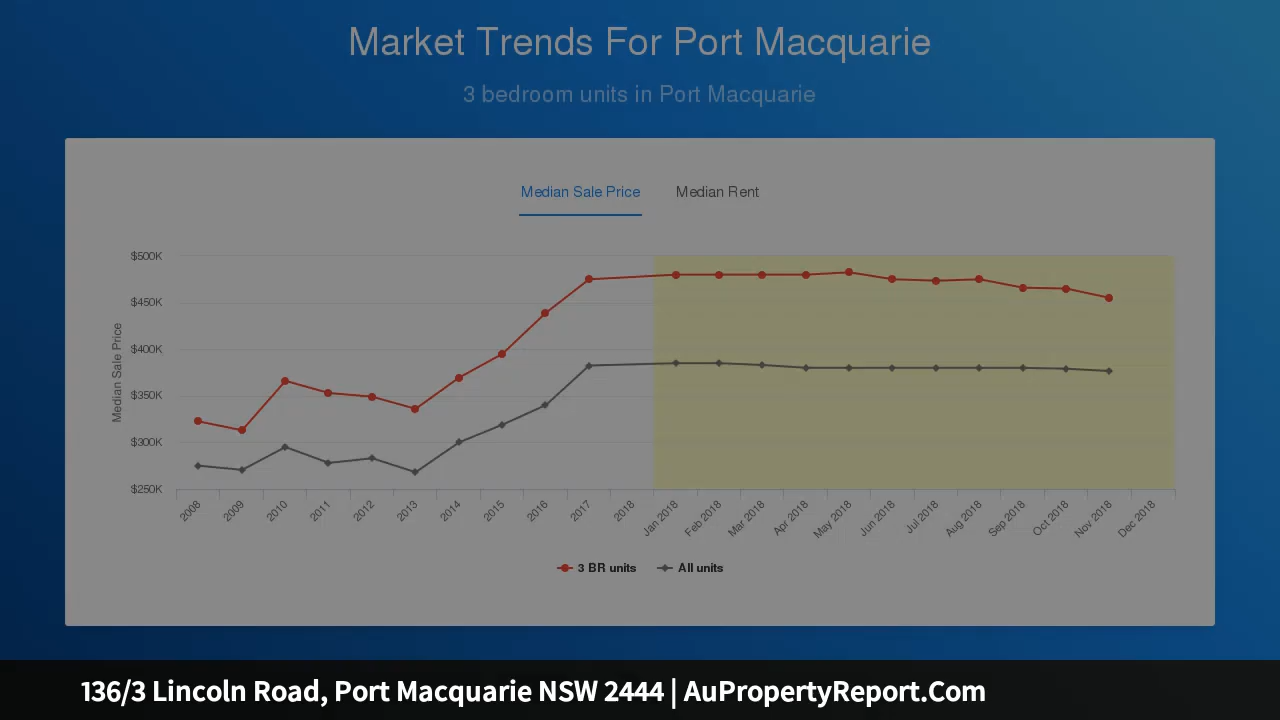 Market Trends For Port Macquarie
3 bedroom units in Port Macquarie
Median Sale Price Median Rent
$500K
$450K
$400K
$350K
$300K
$250K
Median Sale Price
2008 2009 2010 2011 2012 2013 2014 2015 2016 2017 2018 Jan 2018 Feb 2018 Mar 2018 Apr 2018 May 2018 Jun 2018 Jul 2018 Aug 2018 Sep 2018 Oct 2018 Nov 2018 Dec 2018
3 BR units All units
136/3 Lincoln Road, Port Macquarie NSW 2444 | AuPropertyReport.Com